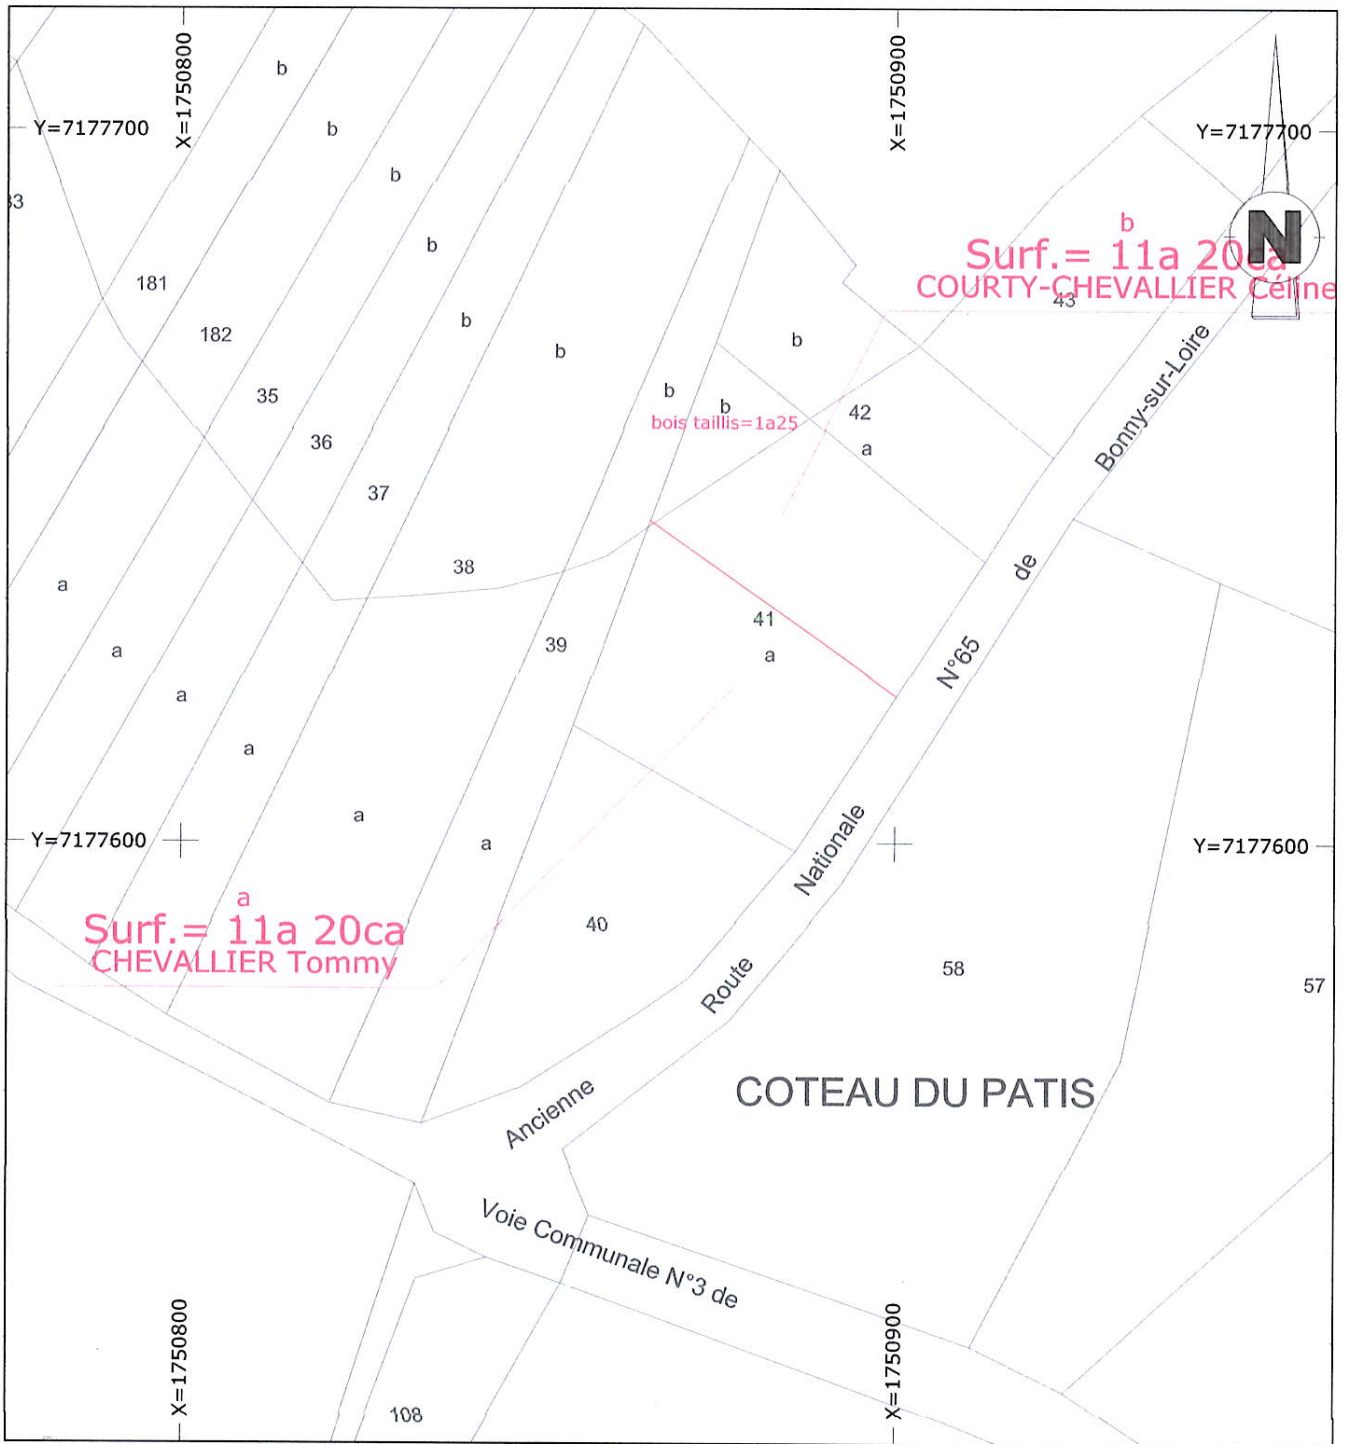 X=1750800
X=1750900
Y=7177700
Y=7177700
b
b
b
b
b
b
b
b
b
181
182
35
36
37
38
39
N
b
Surf.= 11a 20ca
COURTY-CHEVALLIER Céline
43
bois taillis=1a25
42
a
41
a
a
a
a
a
a
a
Y=7177600
Y=7177600
a
Surf.= 11a 20ca
CHEVALLIER Tommy
40
58
57
Ancienne Route Nationale N°65 de Bonny-sur-Loire
COTEAU DU PATIS
Voie Communale N°3 de
108
X=1750800
X=1750900